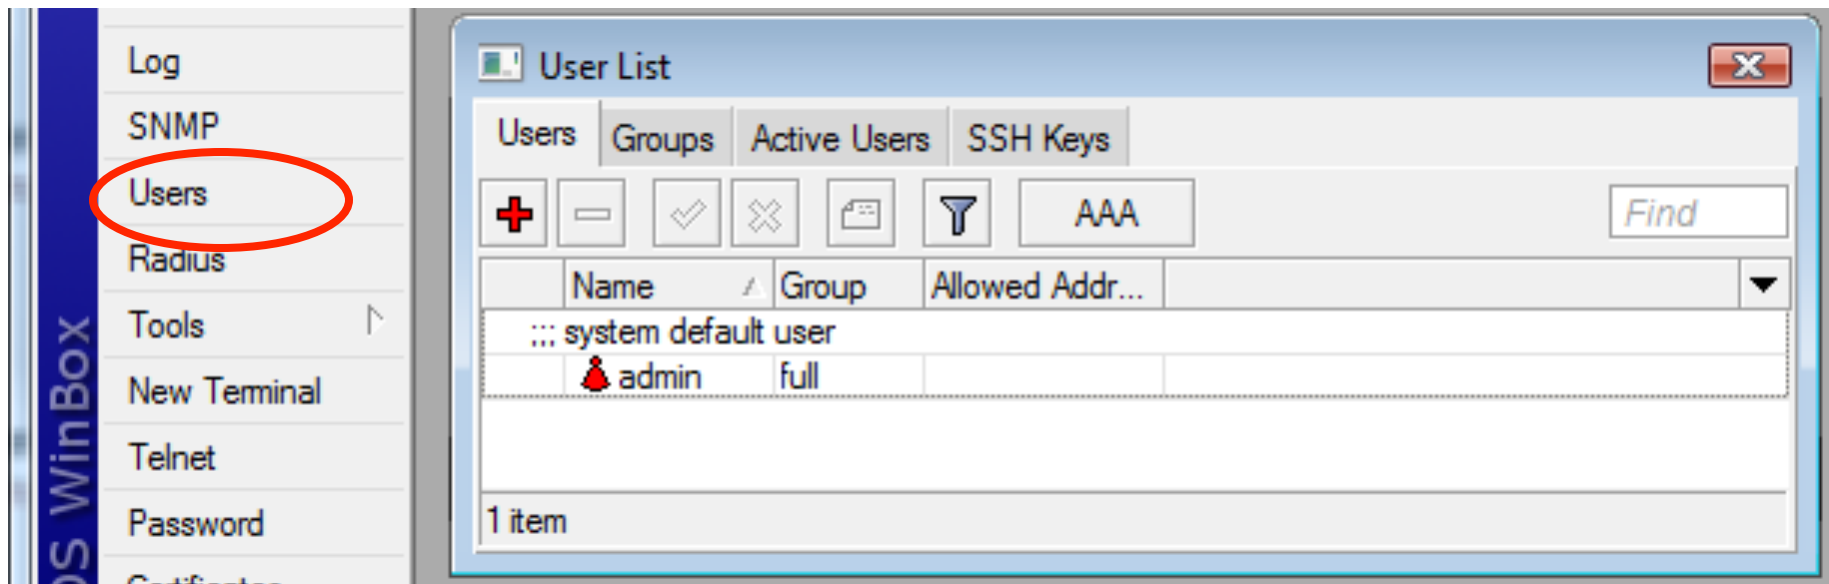 Log
SNMP
Users
Radius
Tools
New Terminal
Telnet
Password
OS WinBox
User List
Users Groups Active Users SSH Keys
AAA Find
Name Group Allowed Addr...
;;; system default user
admin full
1 item